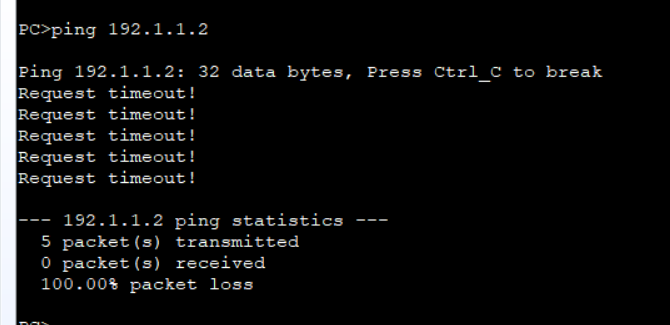 PC>ping 192.1.1.2
Ping 192.1.1.2: 32 data bytes, Press Ctrl_C to break
Request timeout!
Request timeout!
Request timeout!
Request timeout!
Request timeout!
--- 192.1.1.2 ping statistics ---
5 packet(s) transmitted
0 packet(s) received
100.00% packet loss
PC>